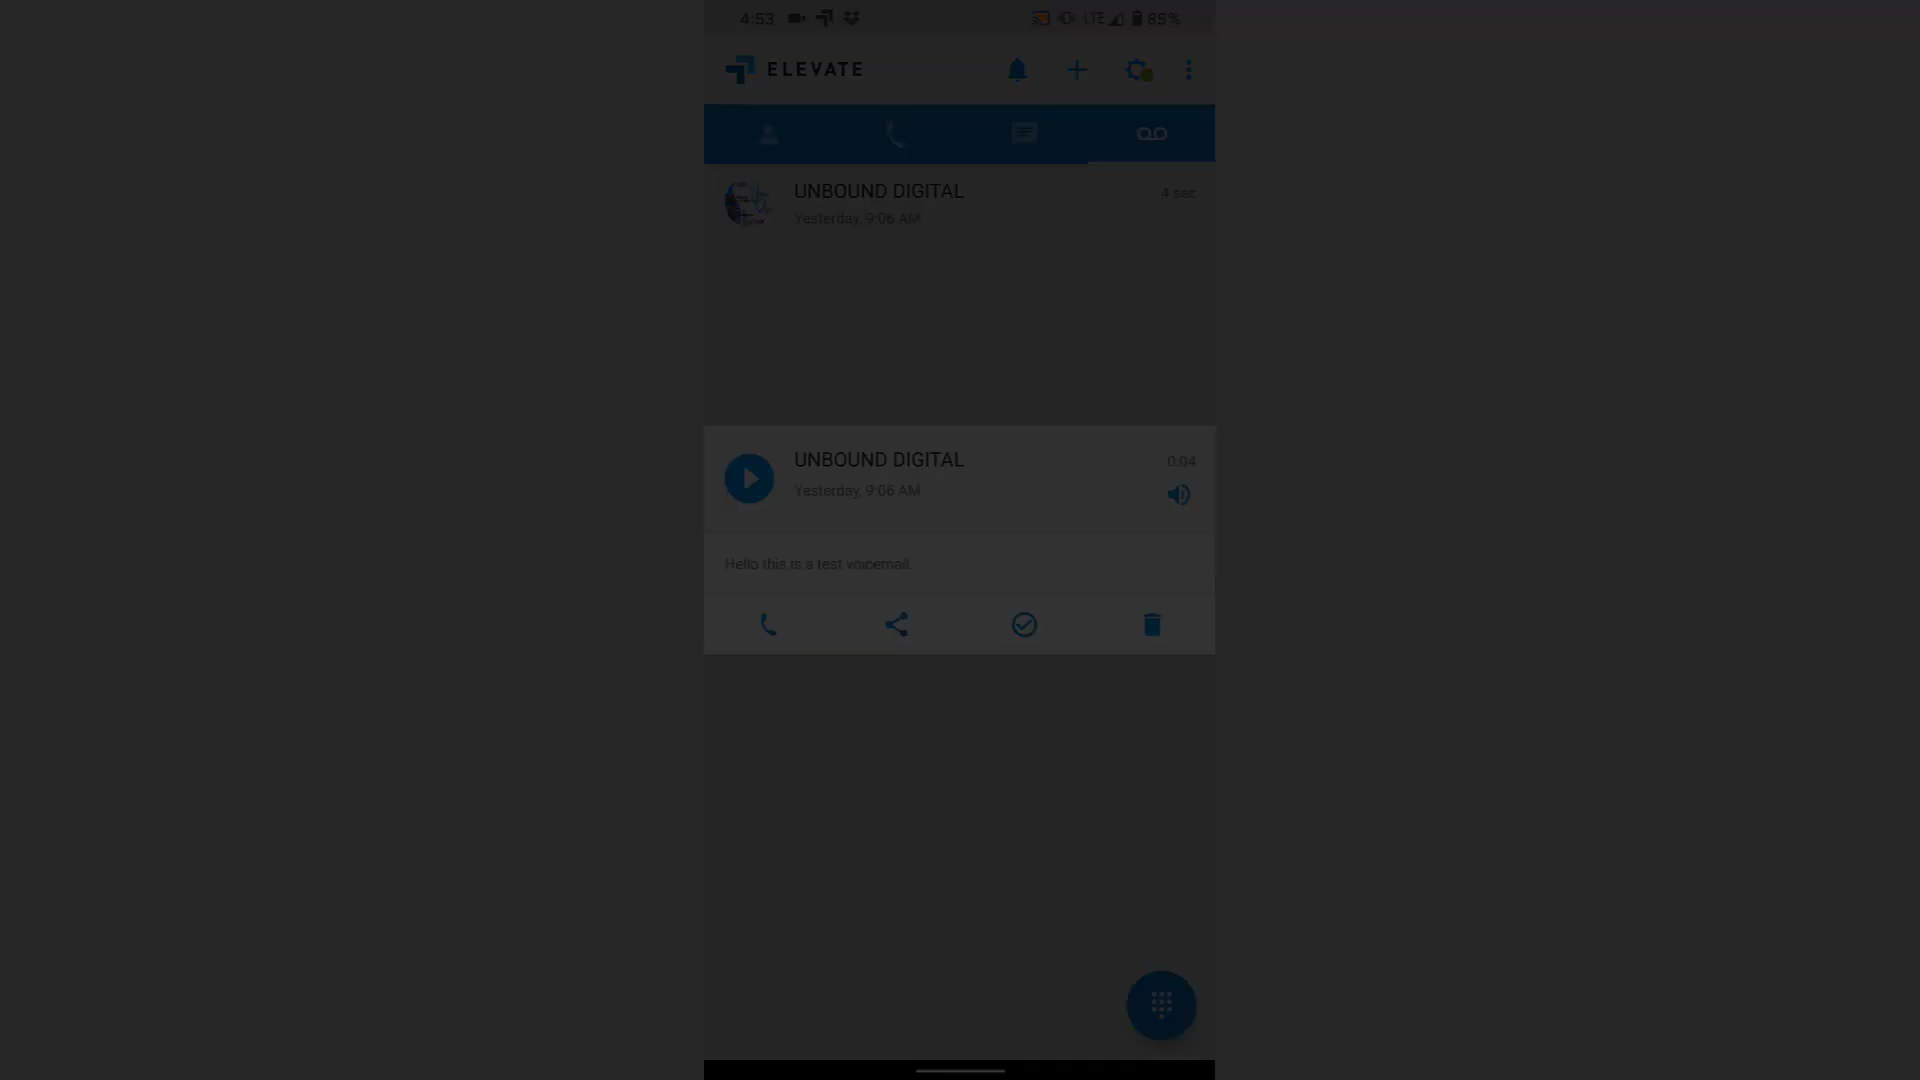 4:53 LTE 85%
ELEVATE
UNBOUND DIGITAL 4 sec
Yesterday, 9:06 AM
UNBOUND DIGITAL 0:04
Yesterday, 9:06 AM
Hello this is a test voicemail.